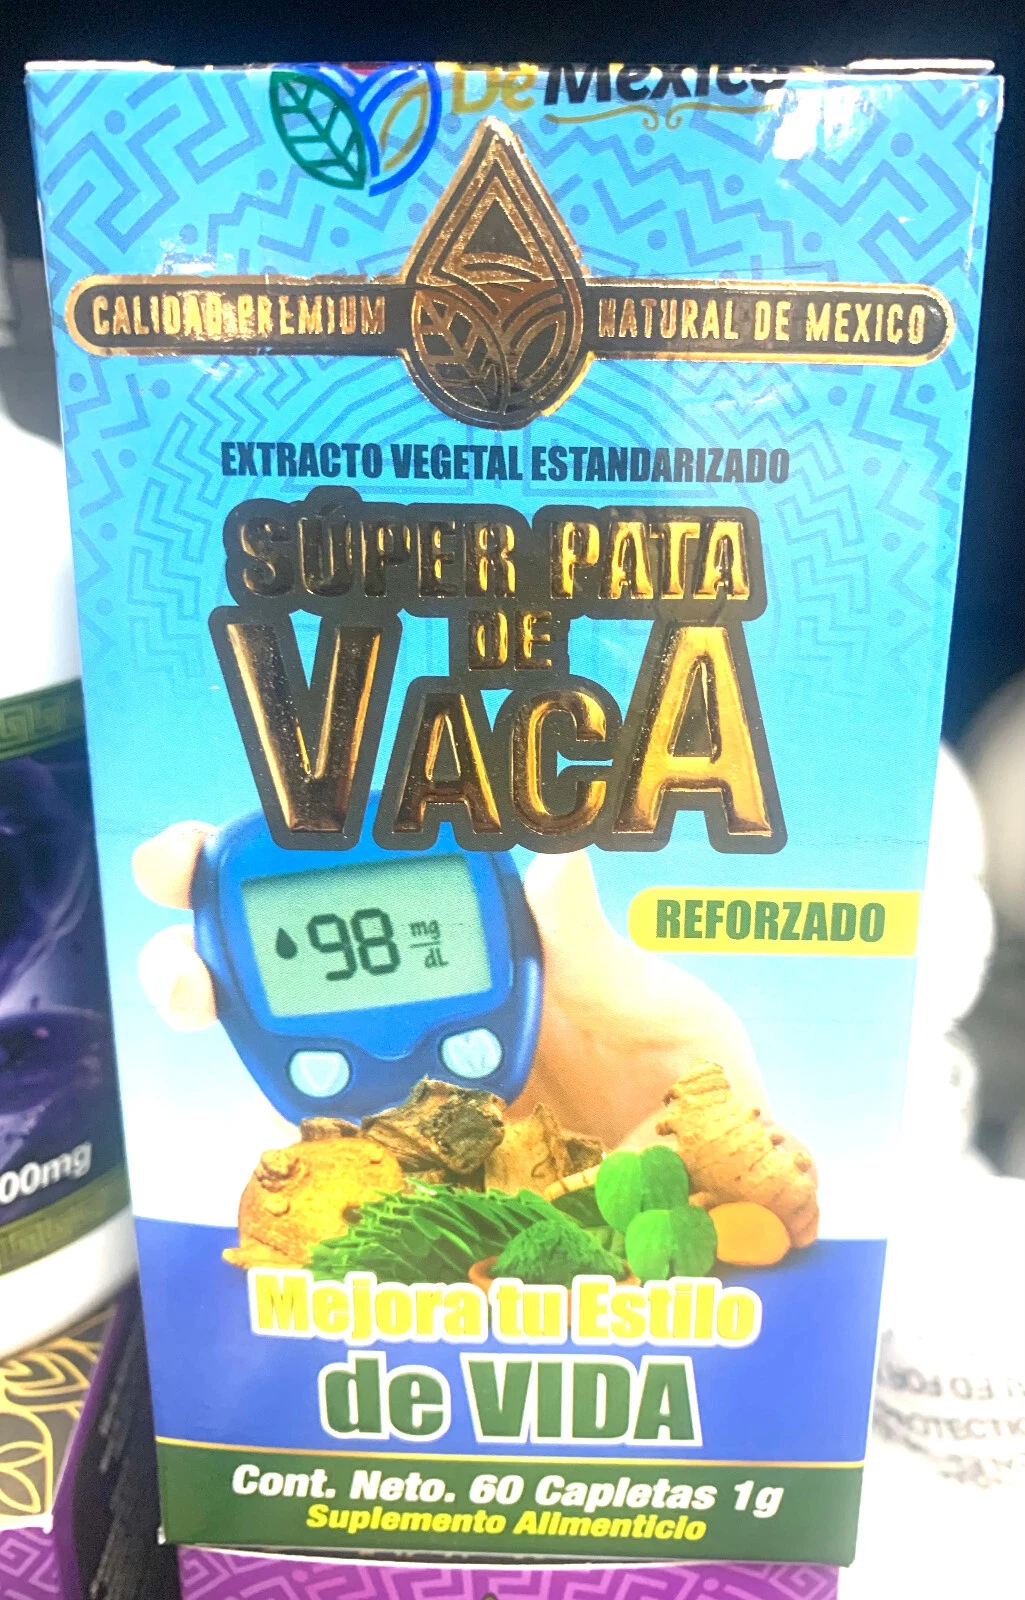 De Mexico
CALIDAD PREMIUM NATURAL DE MEXICO
EXTRACTO VEGETAL ESTANDARIZADO
SÚPER PATA
DE
VACA
REFORZADO
98 mg
dL
Mejora tu Estilo
de VIDA
Cont. Neto. 60 Capletas 1g
Suplemento Alimenticio
00mg